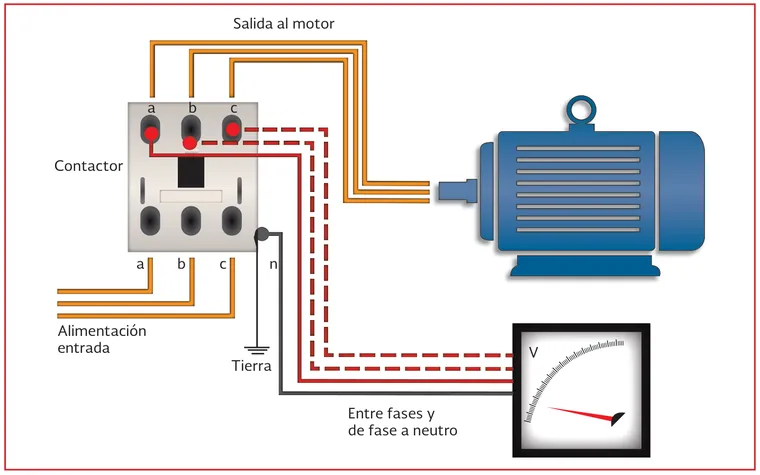 Salida al motor
a b c
Contactor
a b c n
Alimentación
entrada
Tierra
V
Entre fases y
de fase a neutro